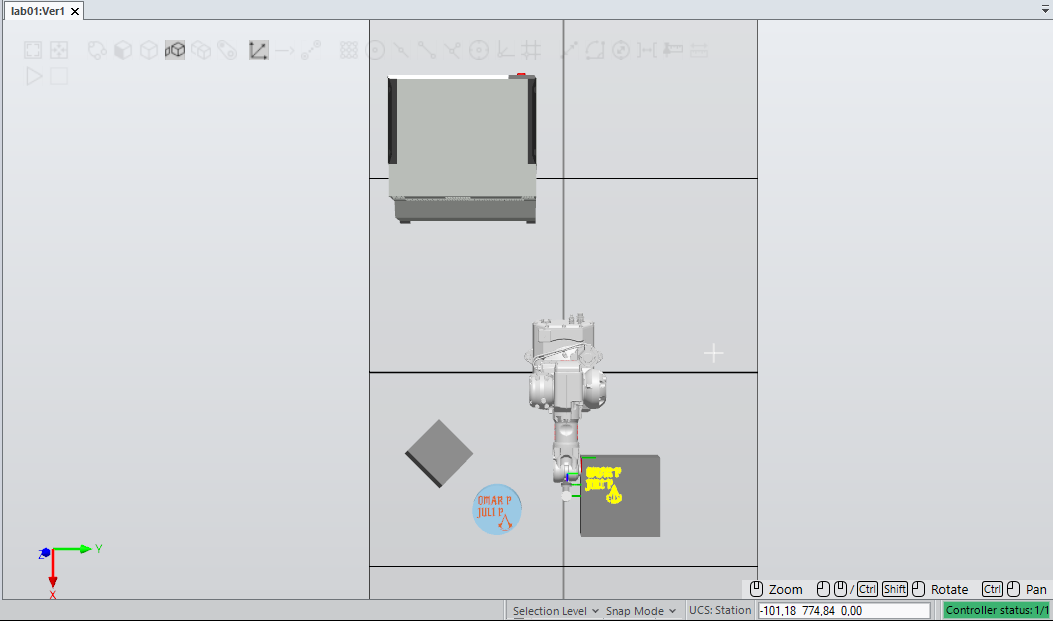 lab01:Ver1
OMAR P
JULI P.
OMAR P
JULI P.
Z
Y
X
Zoom
/ Ctrl Shift Rotate
Ctrl Pan
Selection Level
Snap Mode
UCS: Station
-101,18 774,84 0,00
Controller status: 1/1